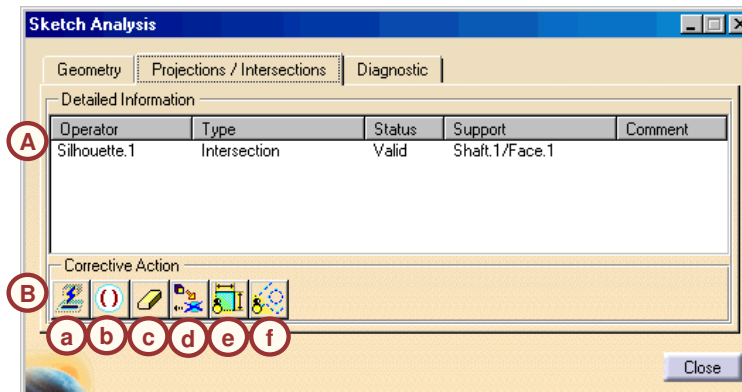 Sketch Analysis
Geometry Projections / Intersections Diagnostic
Detailed Information
A
Operator Type Status Support Comment
Silhouette.1 Intersection Valid Shaft.1/Face.1
Corrective Action
B
a b c d e f
Close